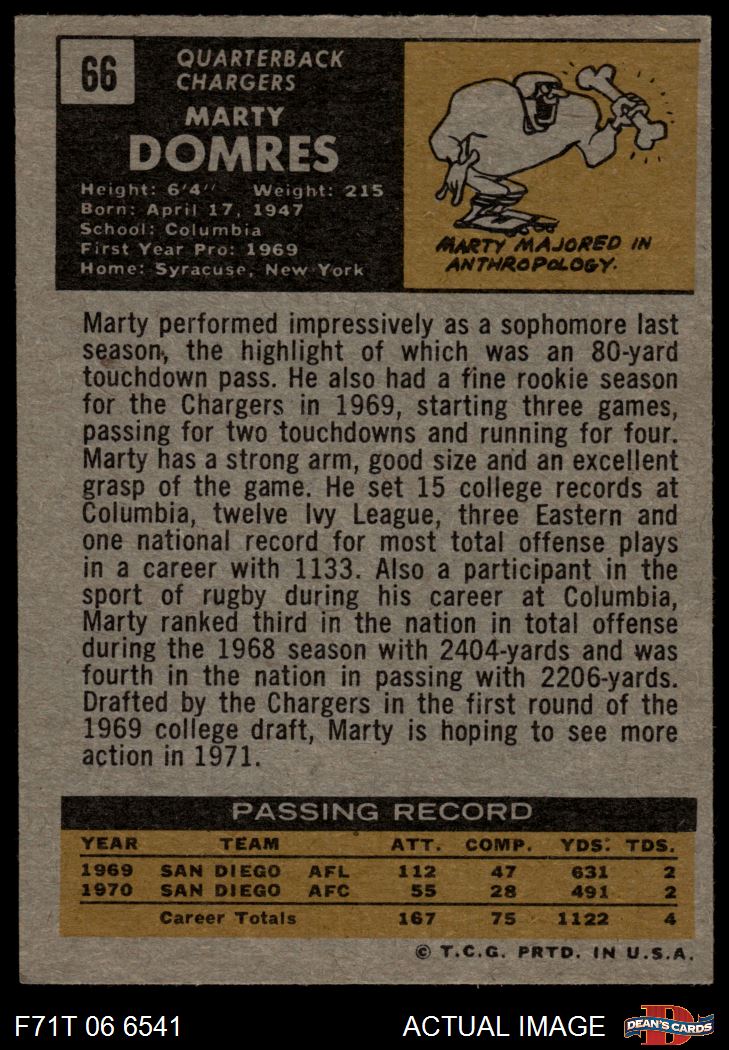 66
QUARTERBACK
CHARGERS
MARTY
DOMRES
Height: 6'4" Weight: 215
Born: April 17, 1947
School: Columbia
First Year Pro: 1969
Home: Syracuse, New York
MARTY MAJORED IN
ANTHROPOLOGY.
Marty performed impressively as a sophomore last
season, the highlight of which was an 80-yard
touchdown pass. He also had a fine rookie season
for the Chargers in 1969, starting three games,
passing for two touchdowns and running for four.
Marty has a strong arm, good size and an excellent
grasp of the game. He set 15 college records at
Columbia, twelve Ivy League, three Eastern and
one national record for most total offense plays
in a career with 1133. Also a participant in the
sport of rugby during his career at Columbia,
Marty ranked third in the nation in total offense
during the 1968 season with 2404-yards and was
fourth in the nation in passing with 2206-yards.
Drafted by the Chargers in the first round of the
1969 college draft, Marty is hoping to see more
action in 1971.
PASSING RECORD
YEAR TEAM ATT. COMP. YDS. TDS.
1969 SAN DIEGO AFL 112 47 631 2
1970 SAN DIEGO AFC 55 28 491 2
Career Totals 167 75 1122 4
© T.C.G. PRTD. IN U.S.A.
F71T 06 6541 ACTUAL IMAGE D DEAN'S CARDS